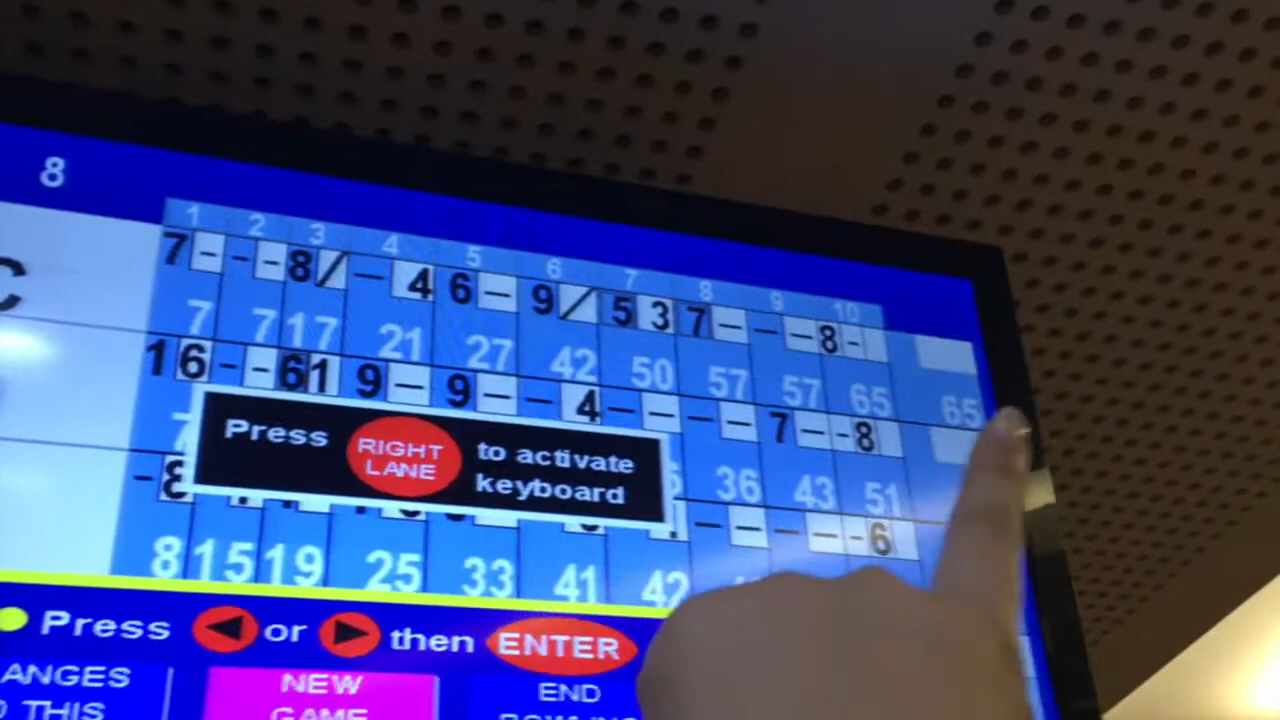 8
1 2 3 4 5 6 7 8 9 10
7 - - - 8 / - 4 6 - 9 / 5 3 7 - - - 8 -
7 7 17 21 27 42 50 57 57 65 65
1 6 - - 6 1 9 - 9 - - 4 - - - - 7 - - 8
7 36 43 51
Press RIGHT LANE to activate keyboard
- - - - - 6
8 15 19 25 33 41 42
Press ◀ or ▶ then ENTER
ANGES
THIS
NEW
GAME
END